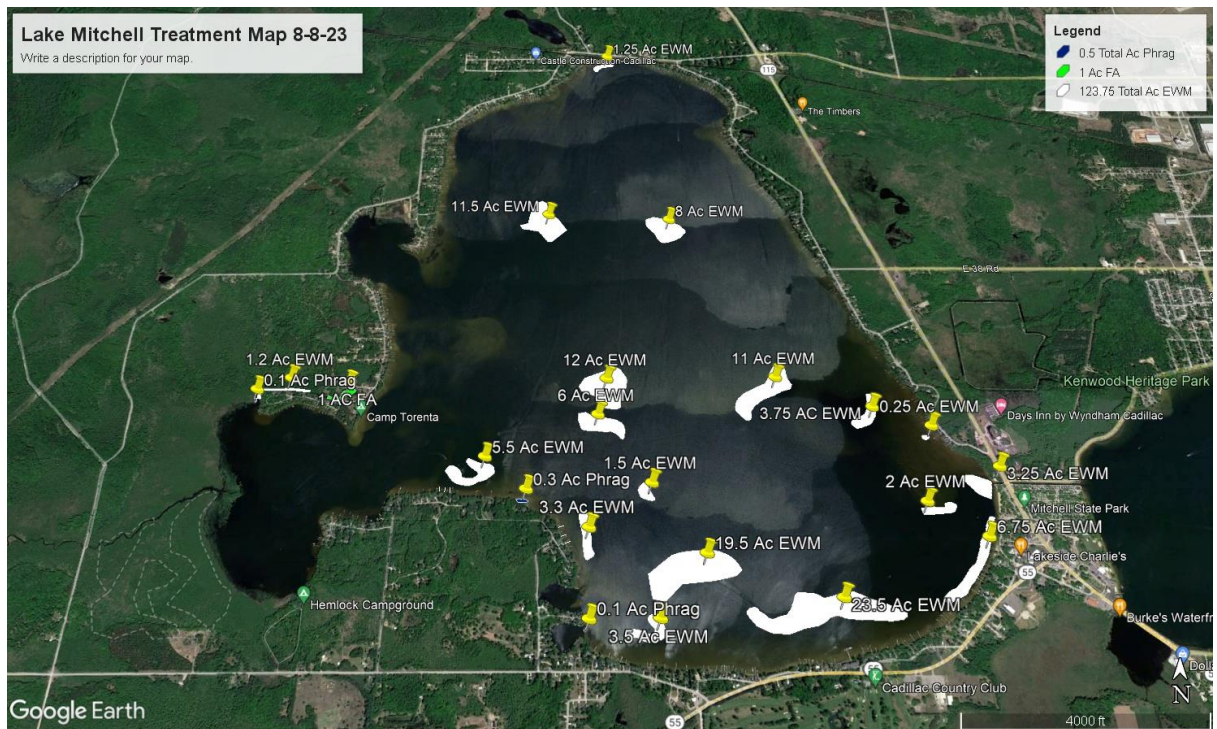 Lake Mitchell Treatment Map 8-8-23
Write a description for your map.
Legend
0.5 Total Ac Phrag
1 Ac FA
123.75 Total Ac EWM
1.25 Ac EWM
Castle Construction-Cadillac
115
The Timbers
11.5 Ac EWM
8 Ac EWM
E 38 Rd
1.2 Ac EWM
0.1 Ac Phrag
1 AC FA
Camp Torenta
12 Ac EWM
11 Ac EWM
Kenwood Heritage Park
6 Ac EWM
3.75 Ac EWM
0.25 Ac EWM
Days Inn by Wyndham Cadillac
5.5 Ac EWM
1.5 Ac EWM
3.25 Ac EWM
0.3 Ac Phrag
2 Ac EWM
Mitchell State Park
3.3 Ac EWM
6.75 Ac EWM
19.5 Ac EWM
Lakeside Charlie's
55
Hemlock Campground
23.5 Ac EWM
0.1 Ac Phrag
Burke's Waterfr
3.5 Ac EWM
55
Doll
Cadillac Country Club
N
Google Earth
55
4000 ft